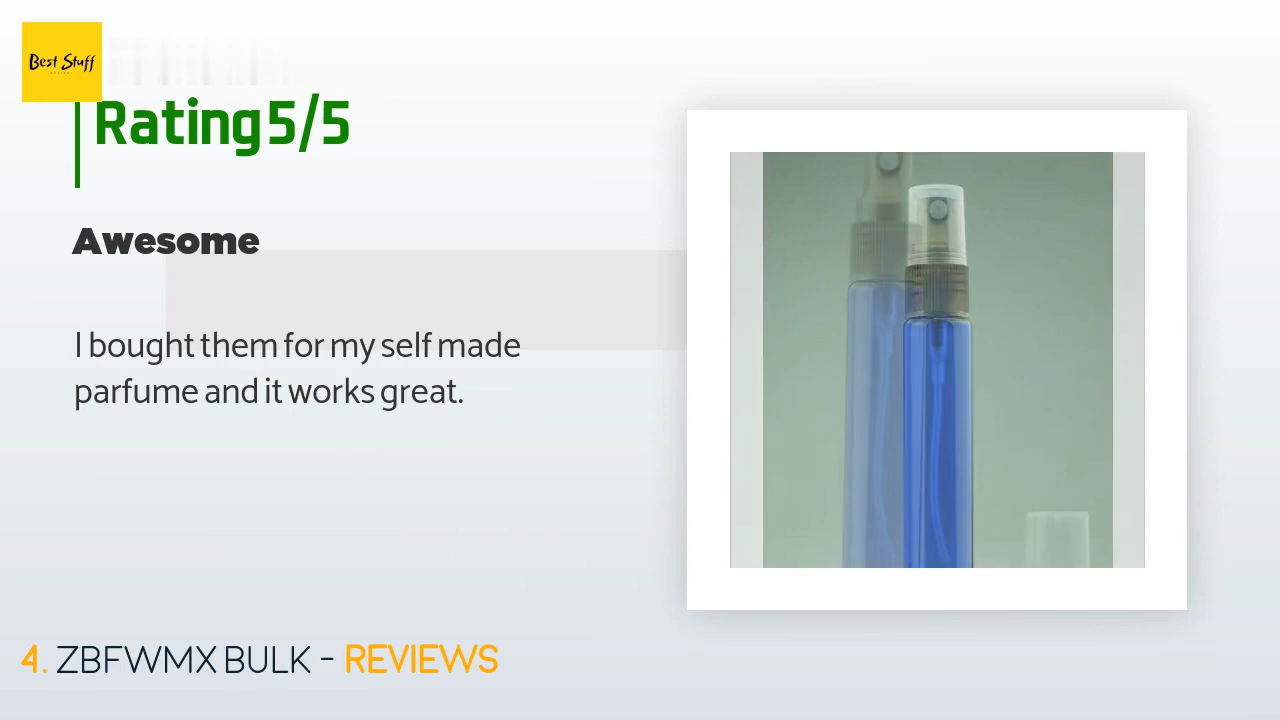 Best Stuff
Rating 5/5
Awesome
I bought them for my self made
parfume and it works great.
4. ZBFWMX BULK - REVIEWS